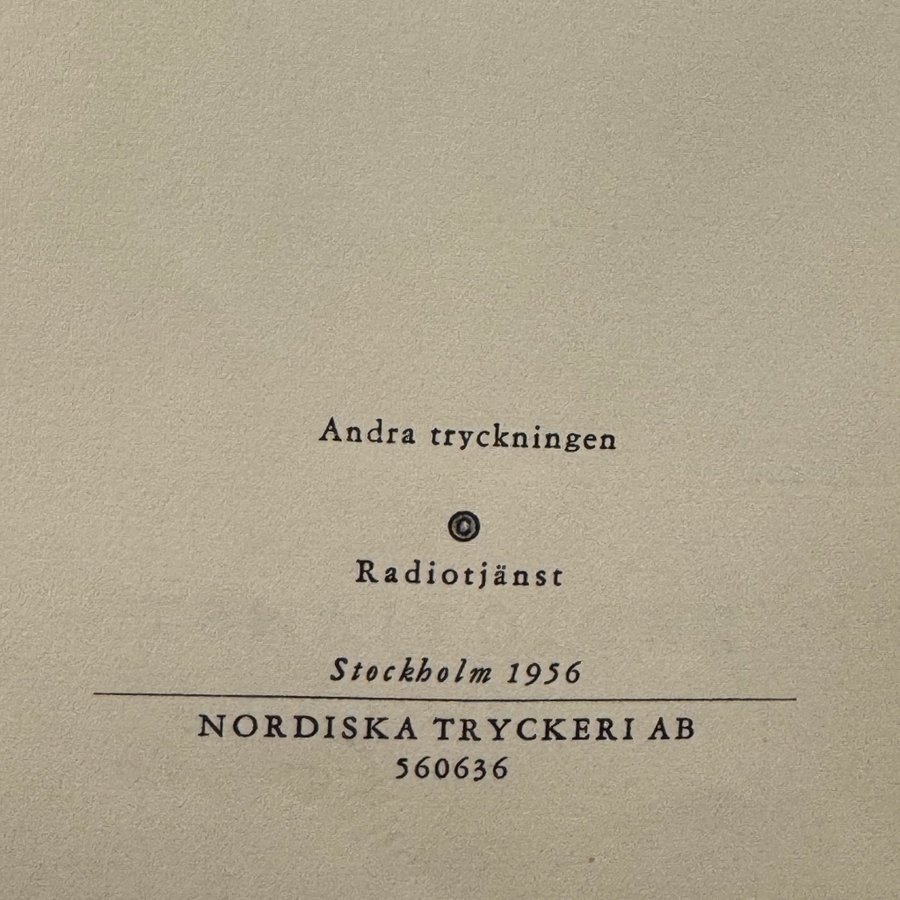 Andra tryckningen
©
Radiotjänst
Stockholm 1956
NORDISKA TRYCKERI AB
560636